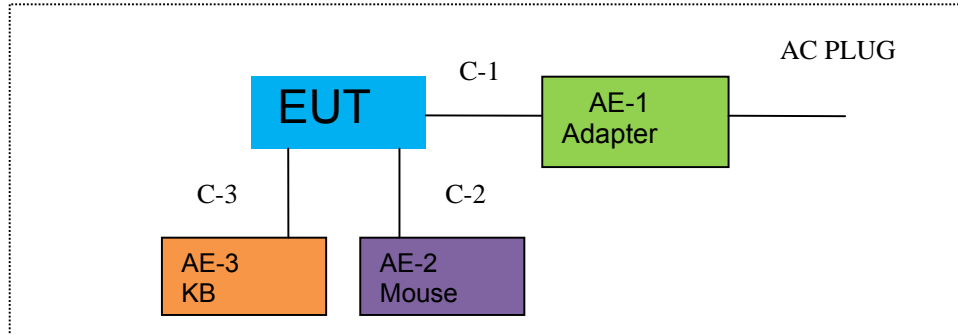 AC PLUG
C-1
EUT
AE-1
Adapter
C-3
C-2
AE-3
KB
AE-2
Mouse